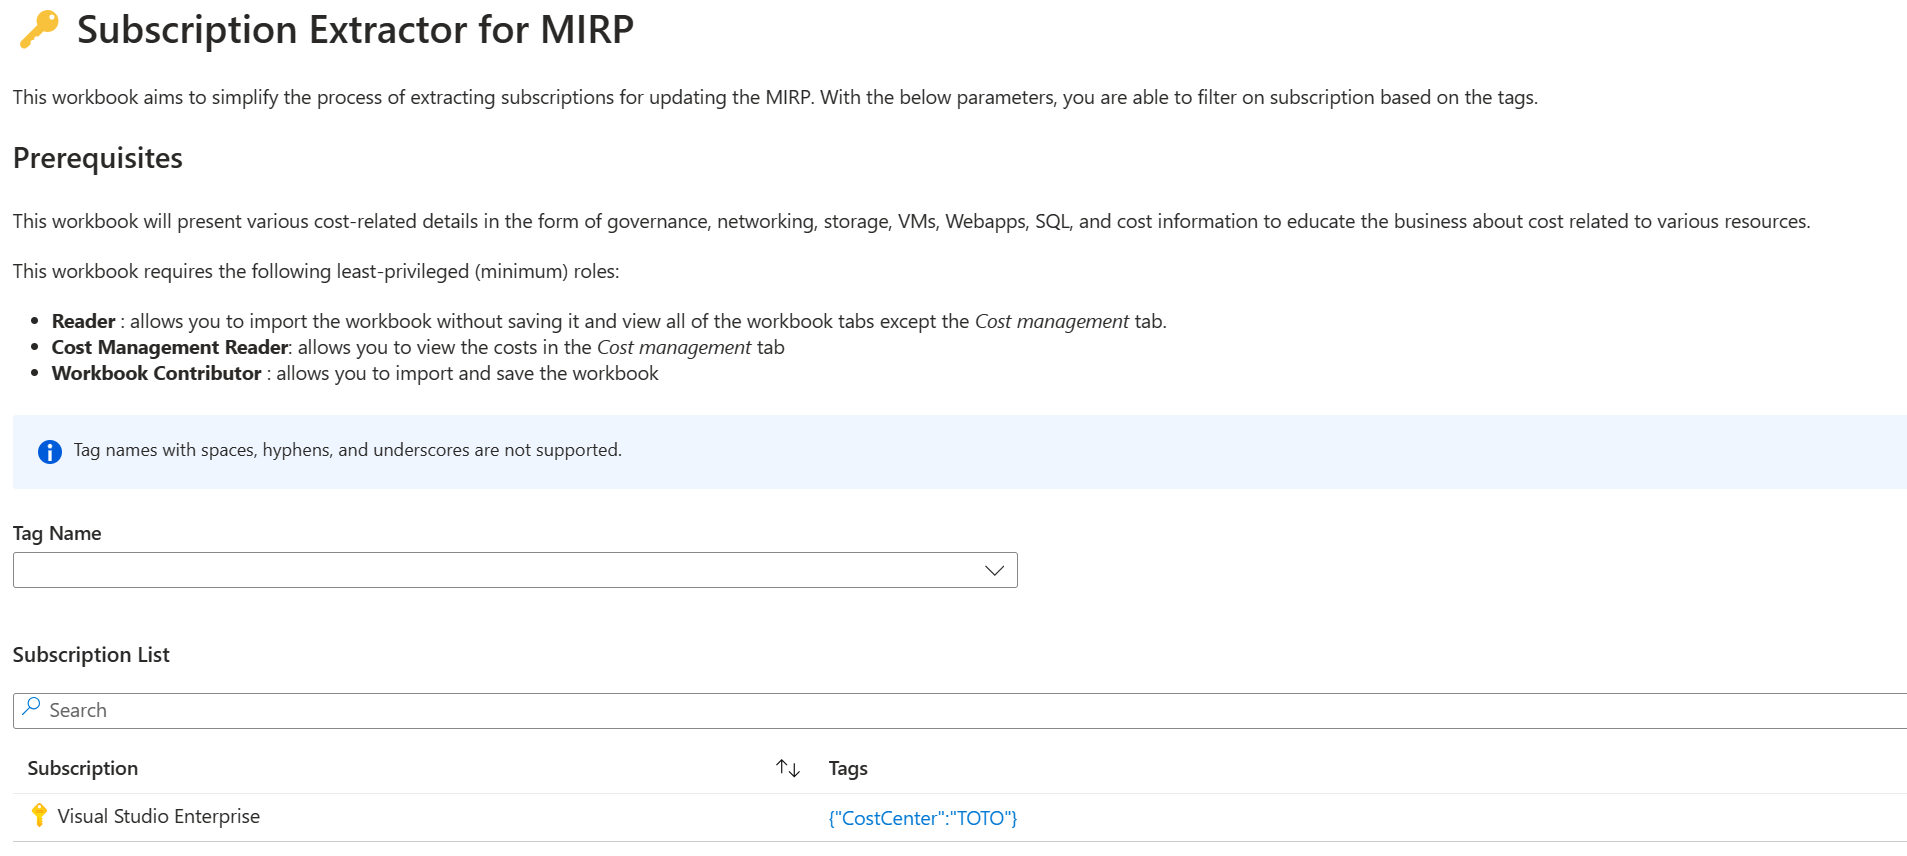 Subscription Extractor for MIRP
This workbook aims to simplify the process of extracting subscriptions for updating the MIRP. With the below parameters, you are able to filter on subscription based on the tags.
Prerequisites
This workbook will present various cost-related details in the form of governance, networking, storage, VMs, Webapps, SQL, and cost information to educate the business about cost related to various resources.
This workbook requires the following least-privileged (minimum) roles:
Reader : allows you to import the workbook without saving it and view all of the workbook tabs except the Cost management tab.
Cost Management Reader: allows you to view the costs in the Cost management tab
Workbook Contributor : allows you to import and save the workbook
Tag names with spaces, hyphens, and underscores are not supported.
Tag Name
Subscription List
Search
Subscription Tags
Visual Studio Enterprise {"CostCenter":"TOTO"}